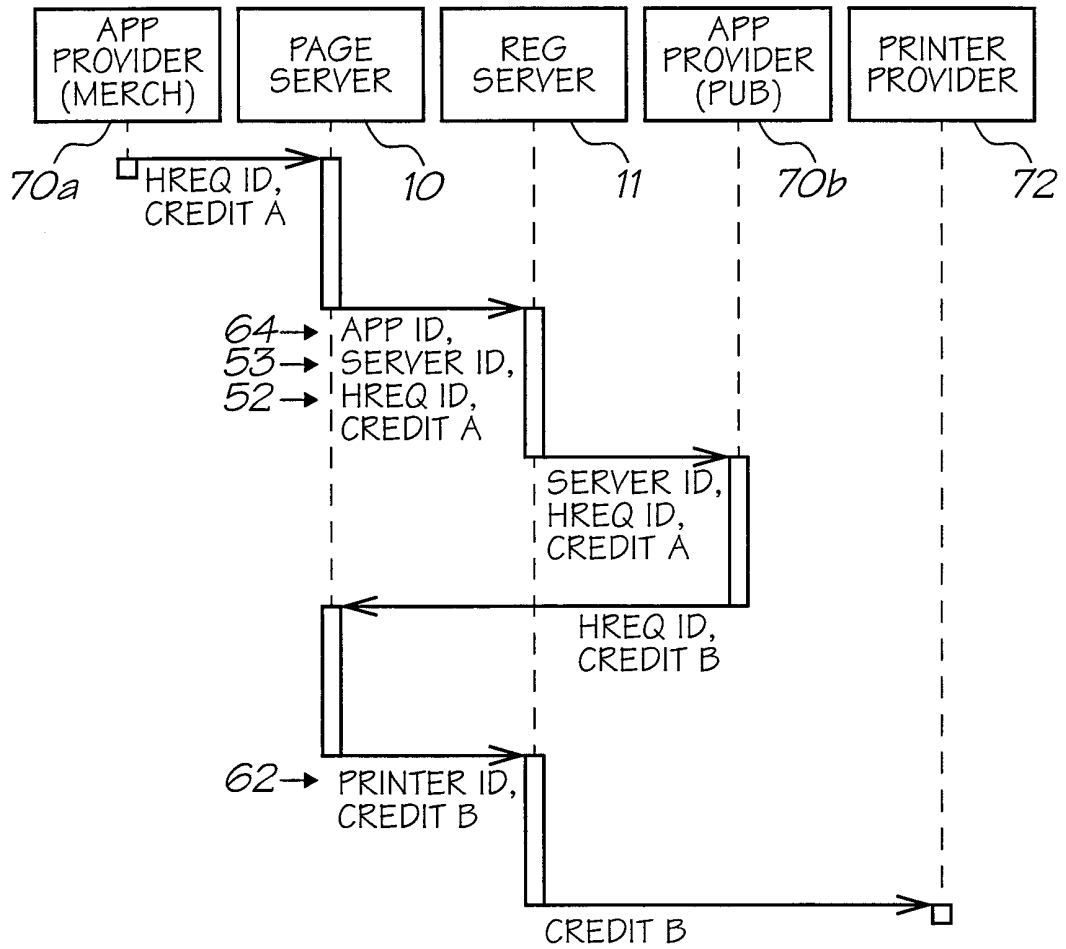 APP
PROVIDER
(MERCH)
PAGE
SERVER
REG
SERVER
APP
PROVIDER
(PUB)
PRINTER
PROVIDER
70a
10
11
70b
72
HREQ ID,
CREDIT A
64
APP ID,
53
SERVER ID,
52
HREQ ID,
CREDIT A
SERVER ID,
HREQ ID,
CREDIT A
HREQ ID,
CREDIT B
62
PRINTER ID,
CREDIT B
CREDIT B